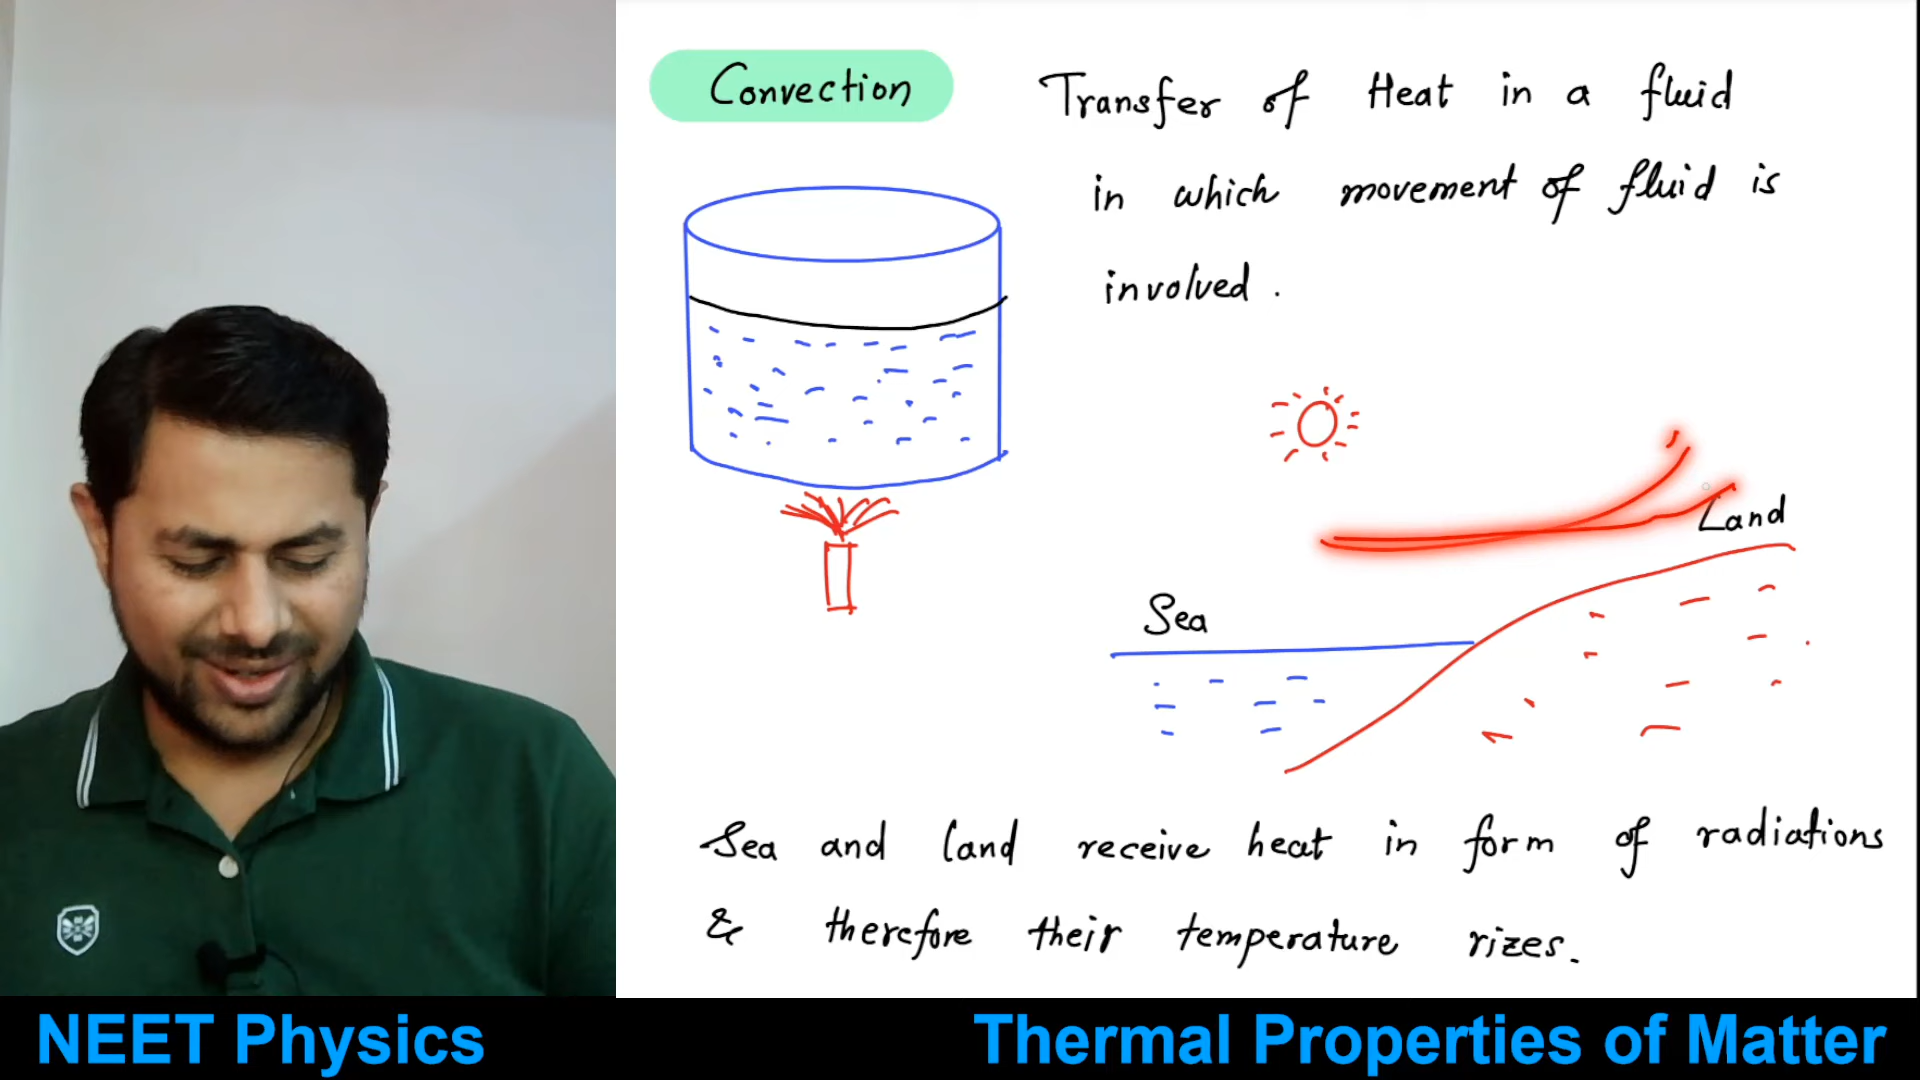 Convection
Transfer of Heat in a fluid
in which movement of fluid is
involved.
Land
Sea
Sea and land receive heat in form of radiations
& therefore their temperature rizes.
NEET Physics
Thermal Properties of Matter